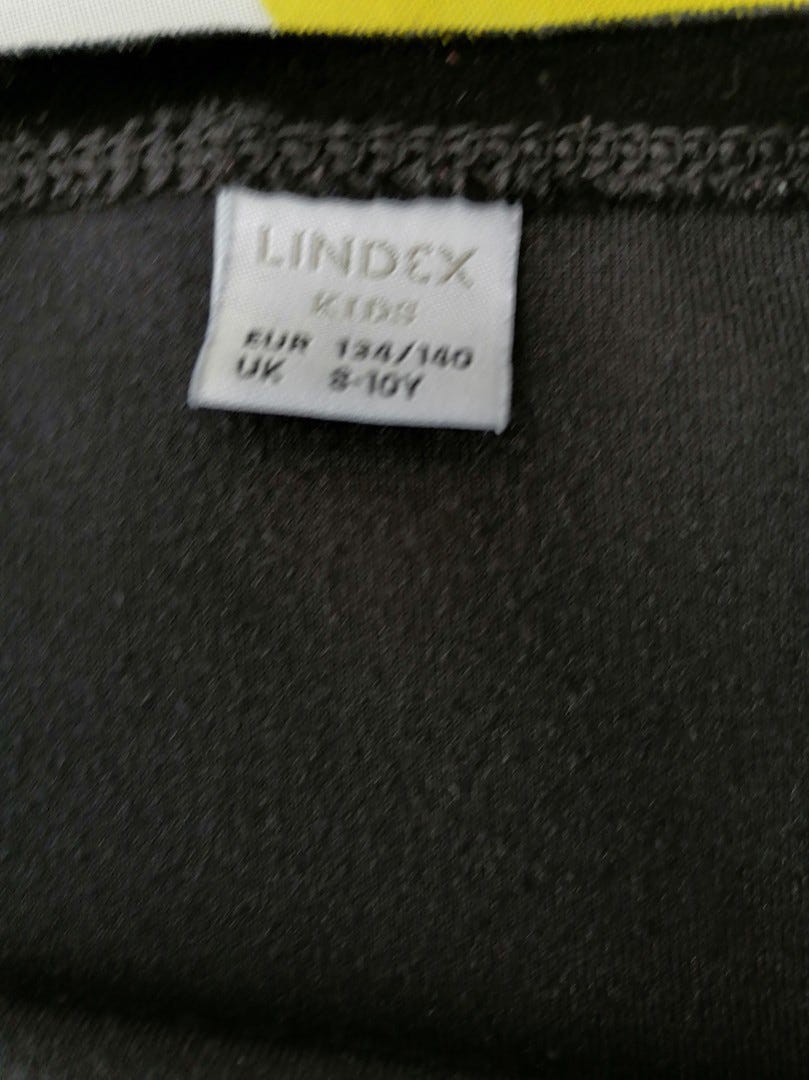 LINDEX
KIDS
EUR 134/140
UK 8-10Y